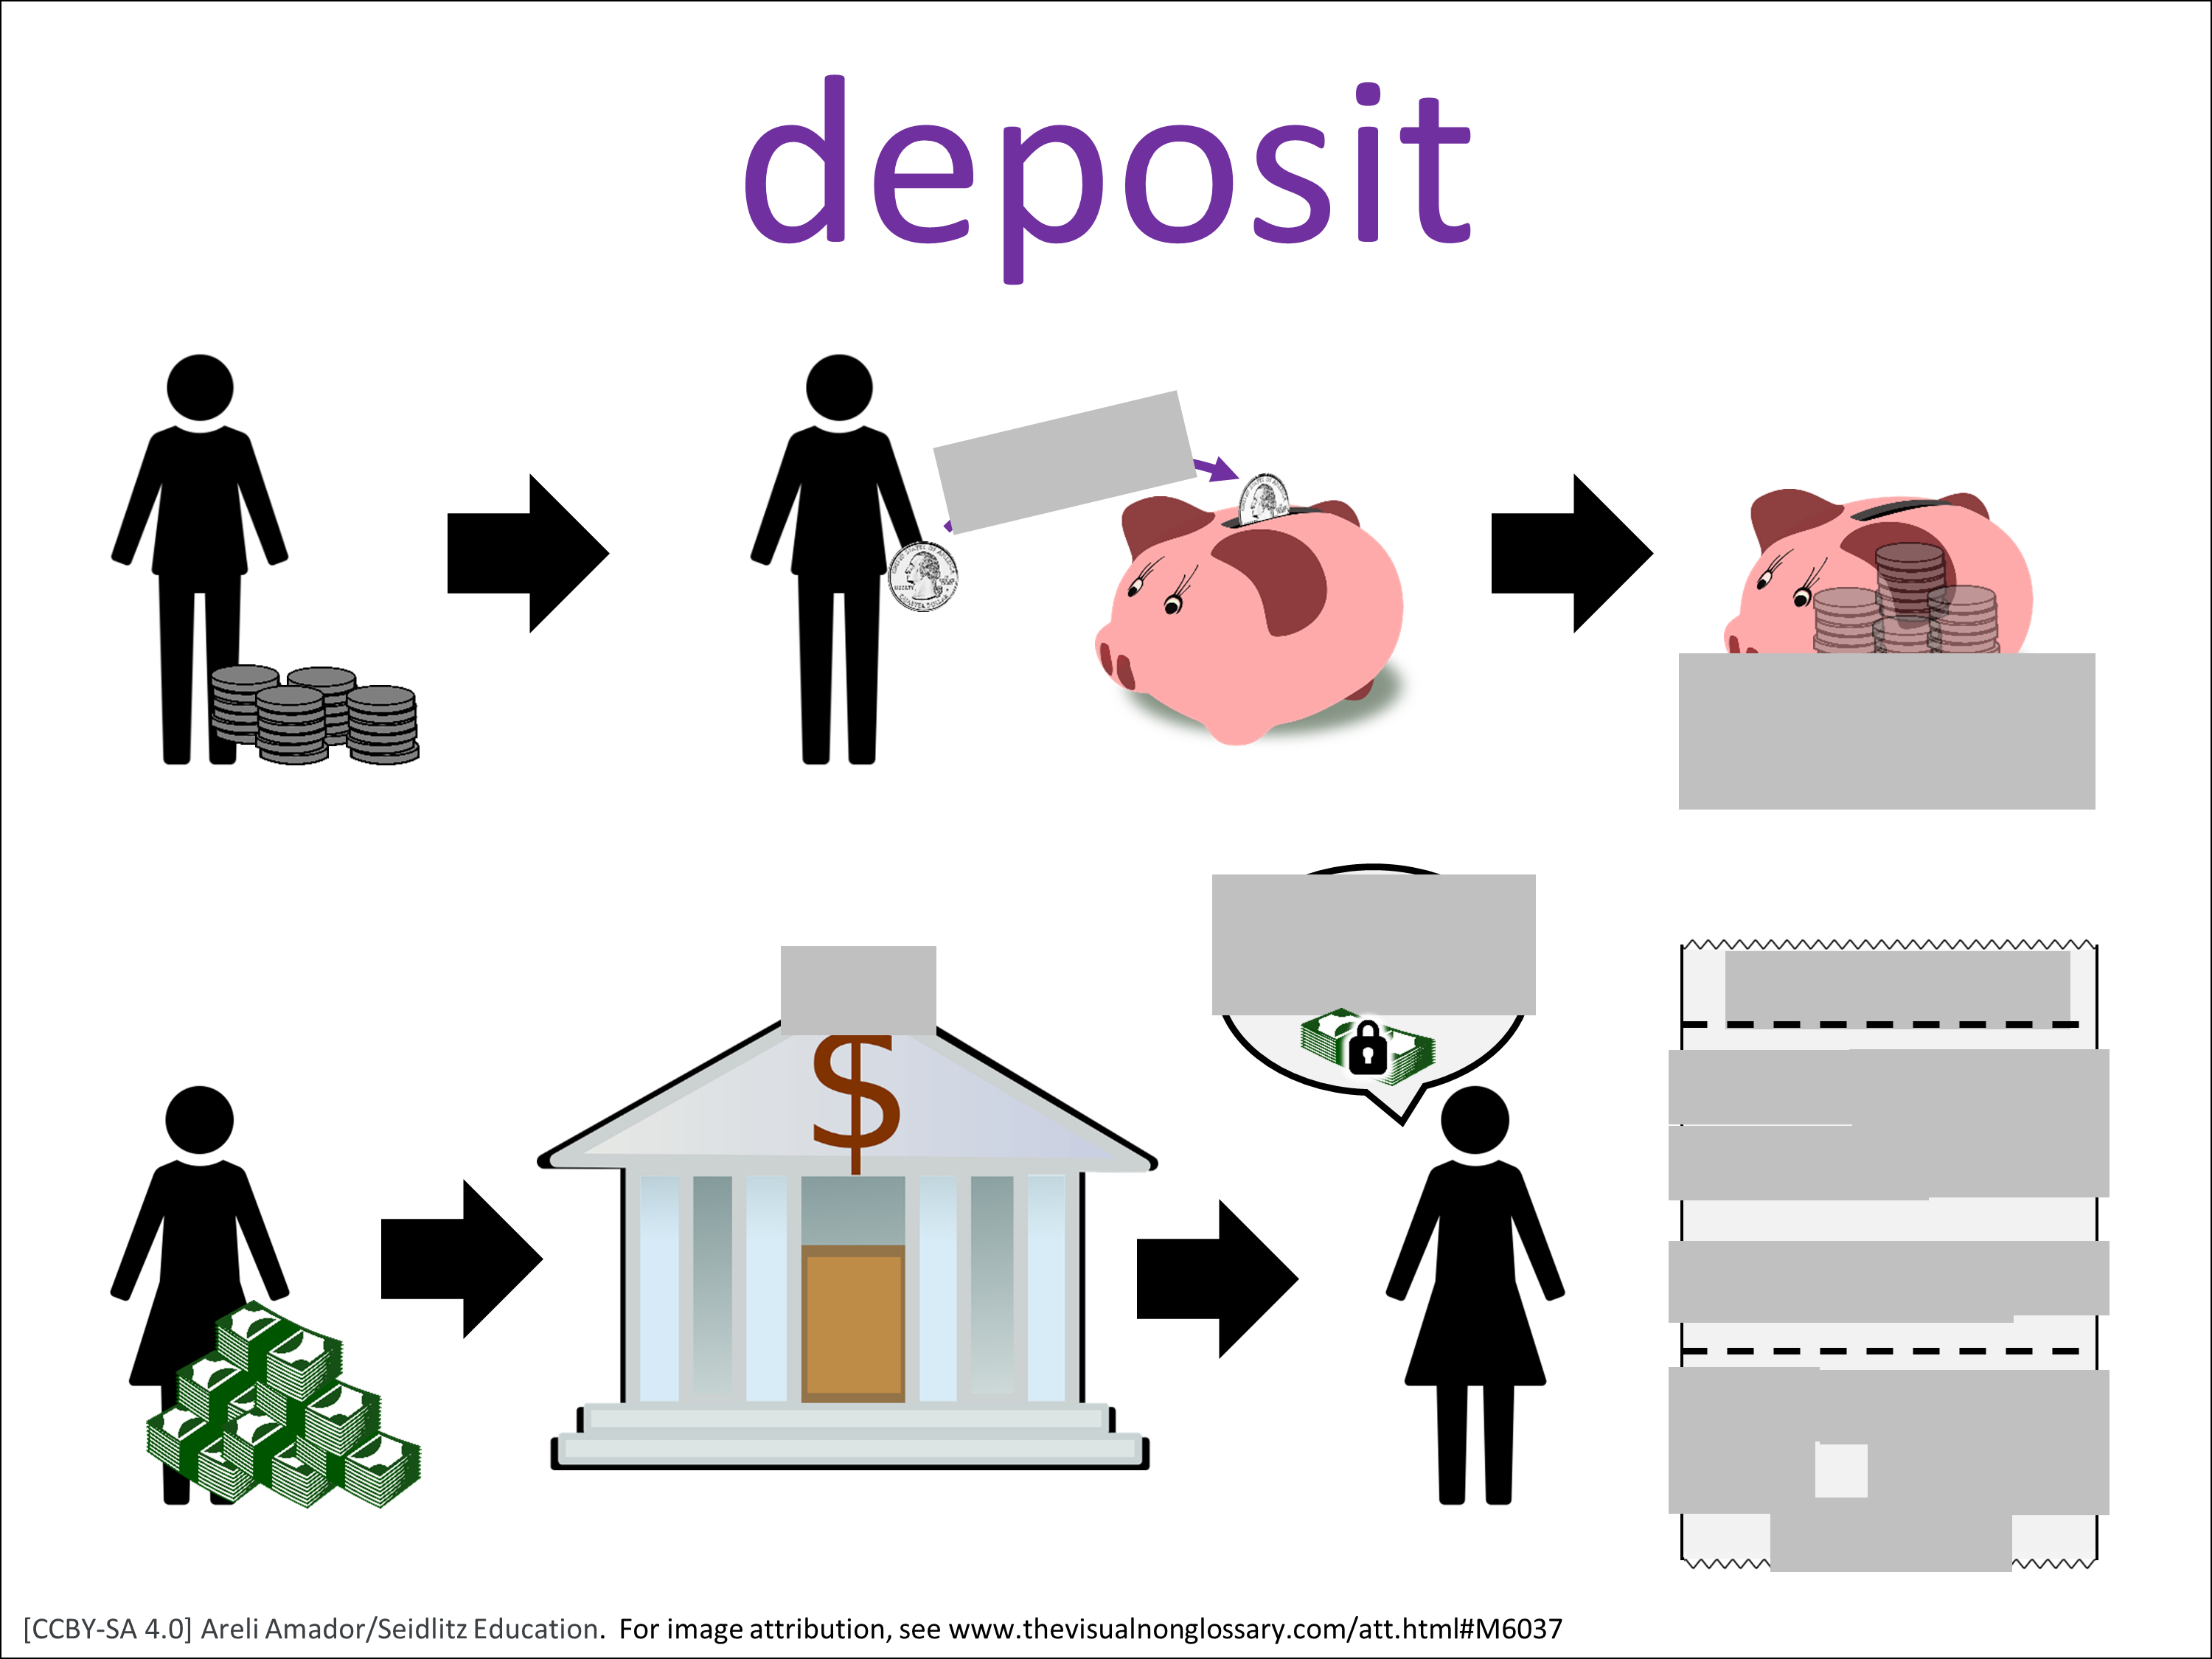 deposit
$
[CCBY-SA 4.0] Areli Amador/Seidlitz Education.  For image attribution, see www.thevisualnonglossary.com/att.html#M6037